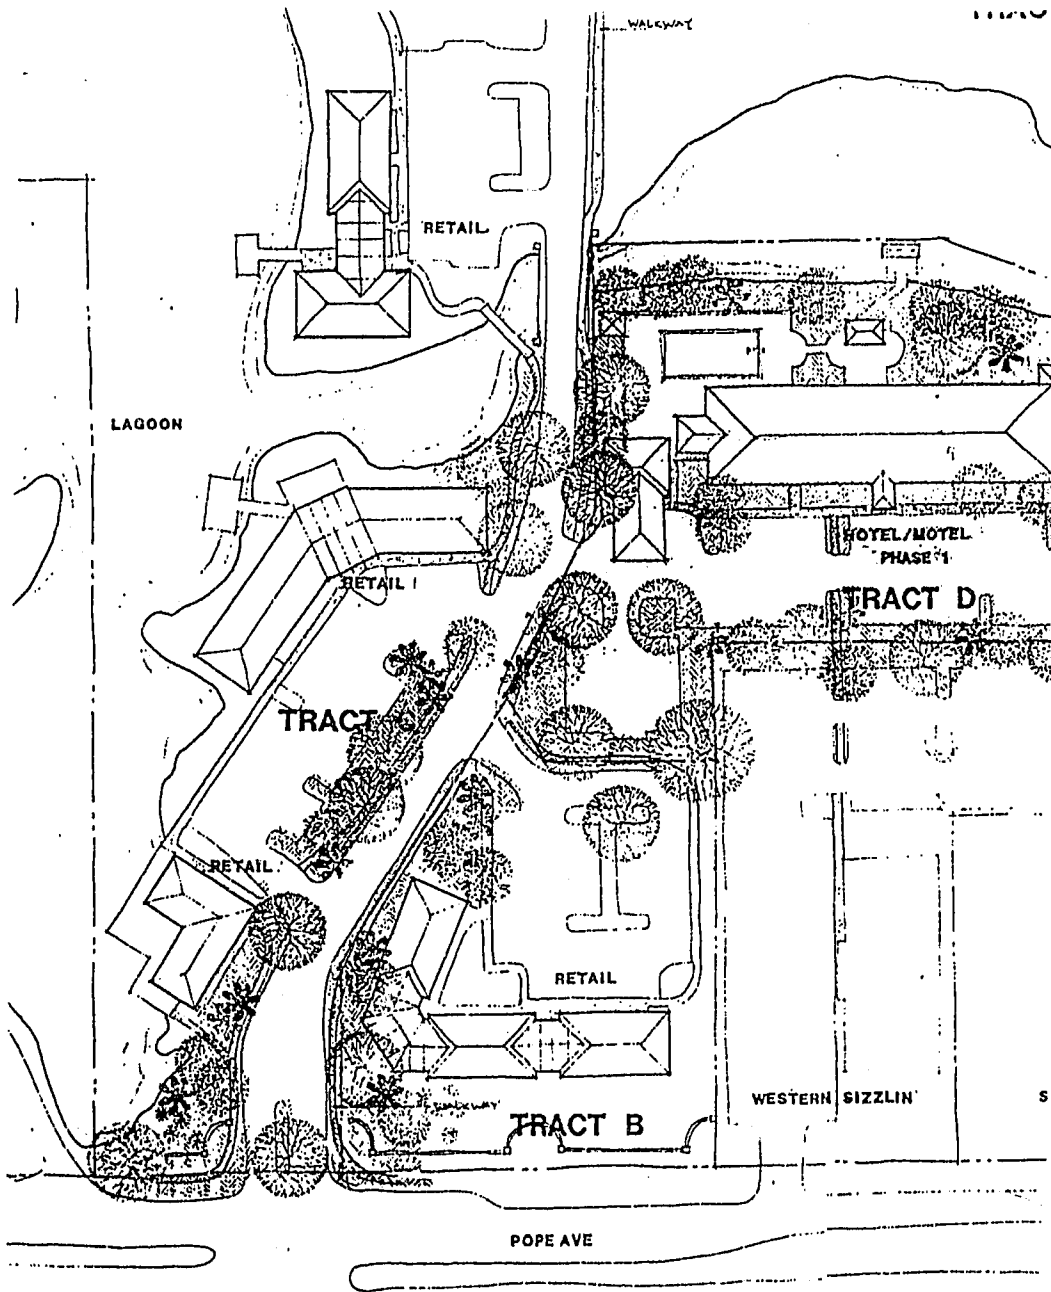 WALKWAY
RETAIL
LAGOON
HOTEL/MOTEL
PHASE 1
RETAIL
TRACT D
TRACT C
RETAIL
RETAIL
WESTERN SIZZLIN'
WALKWAY
TRACT B
POPE AVE